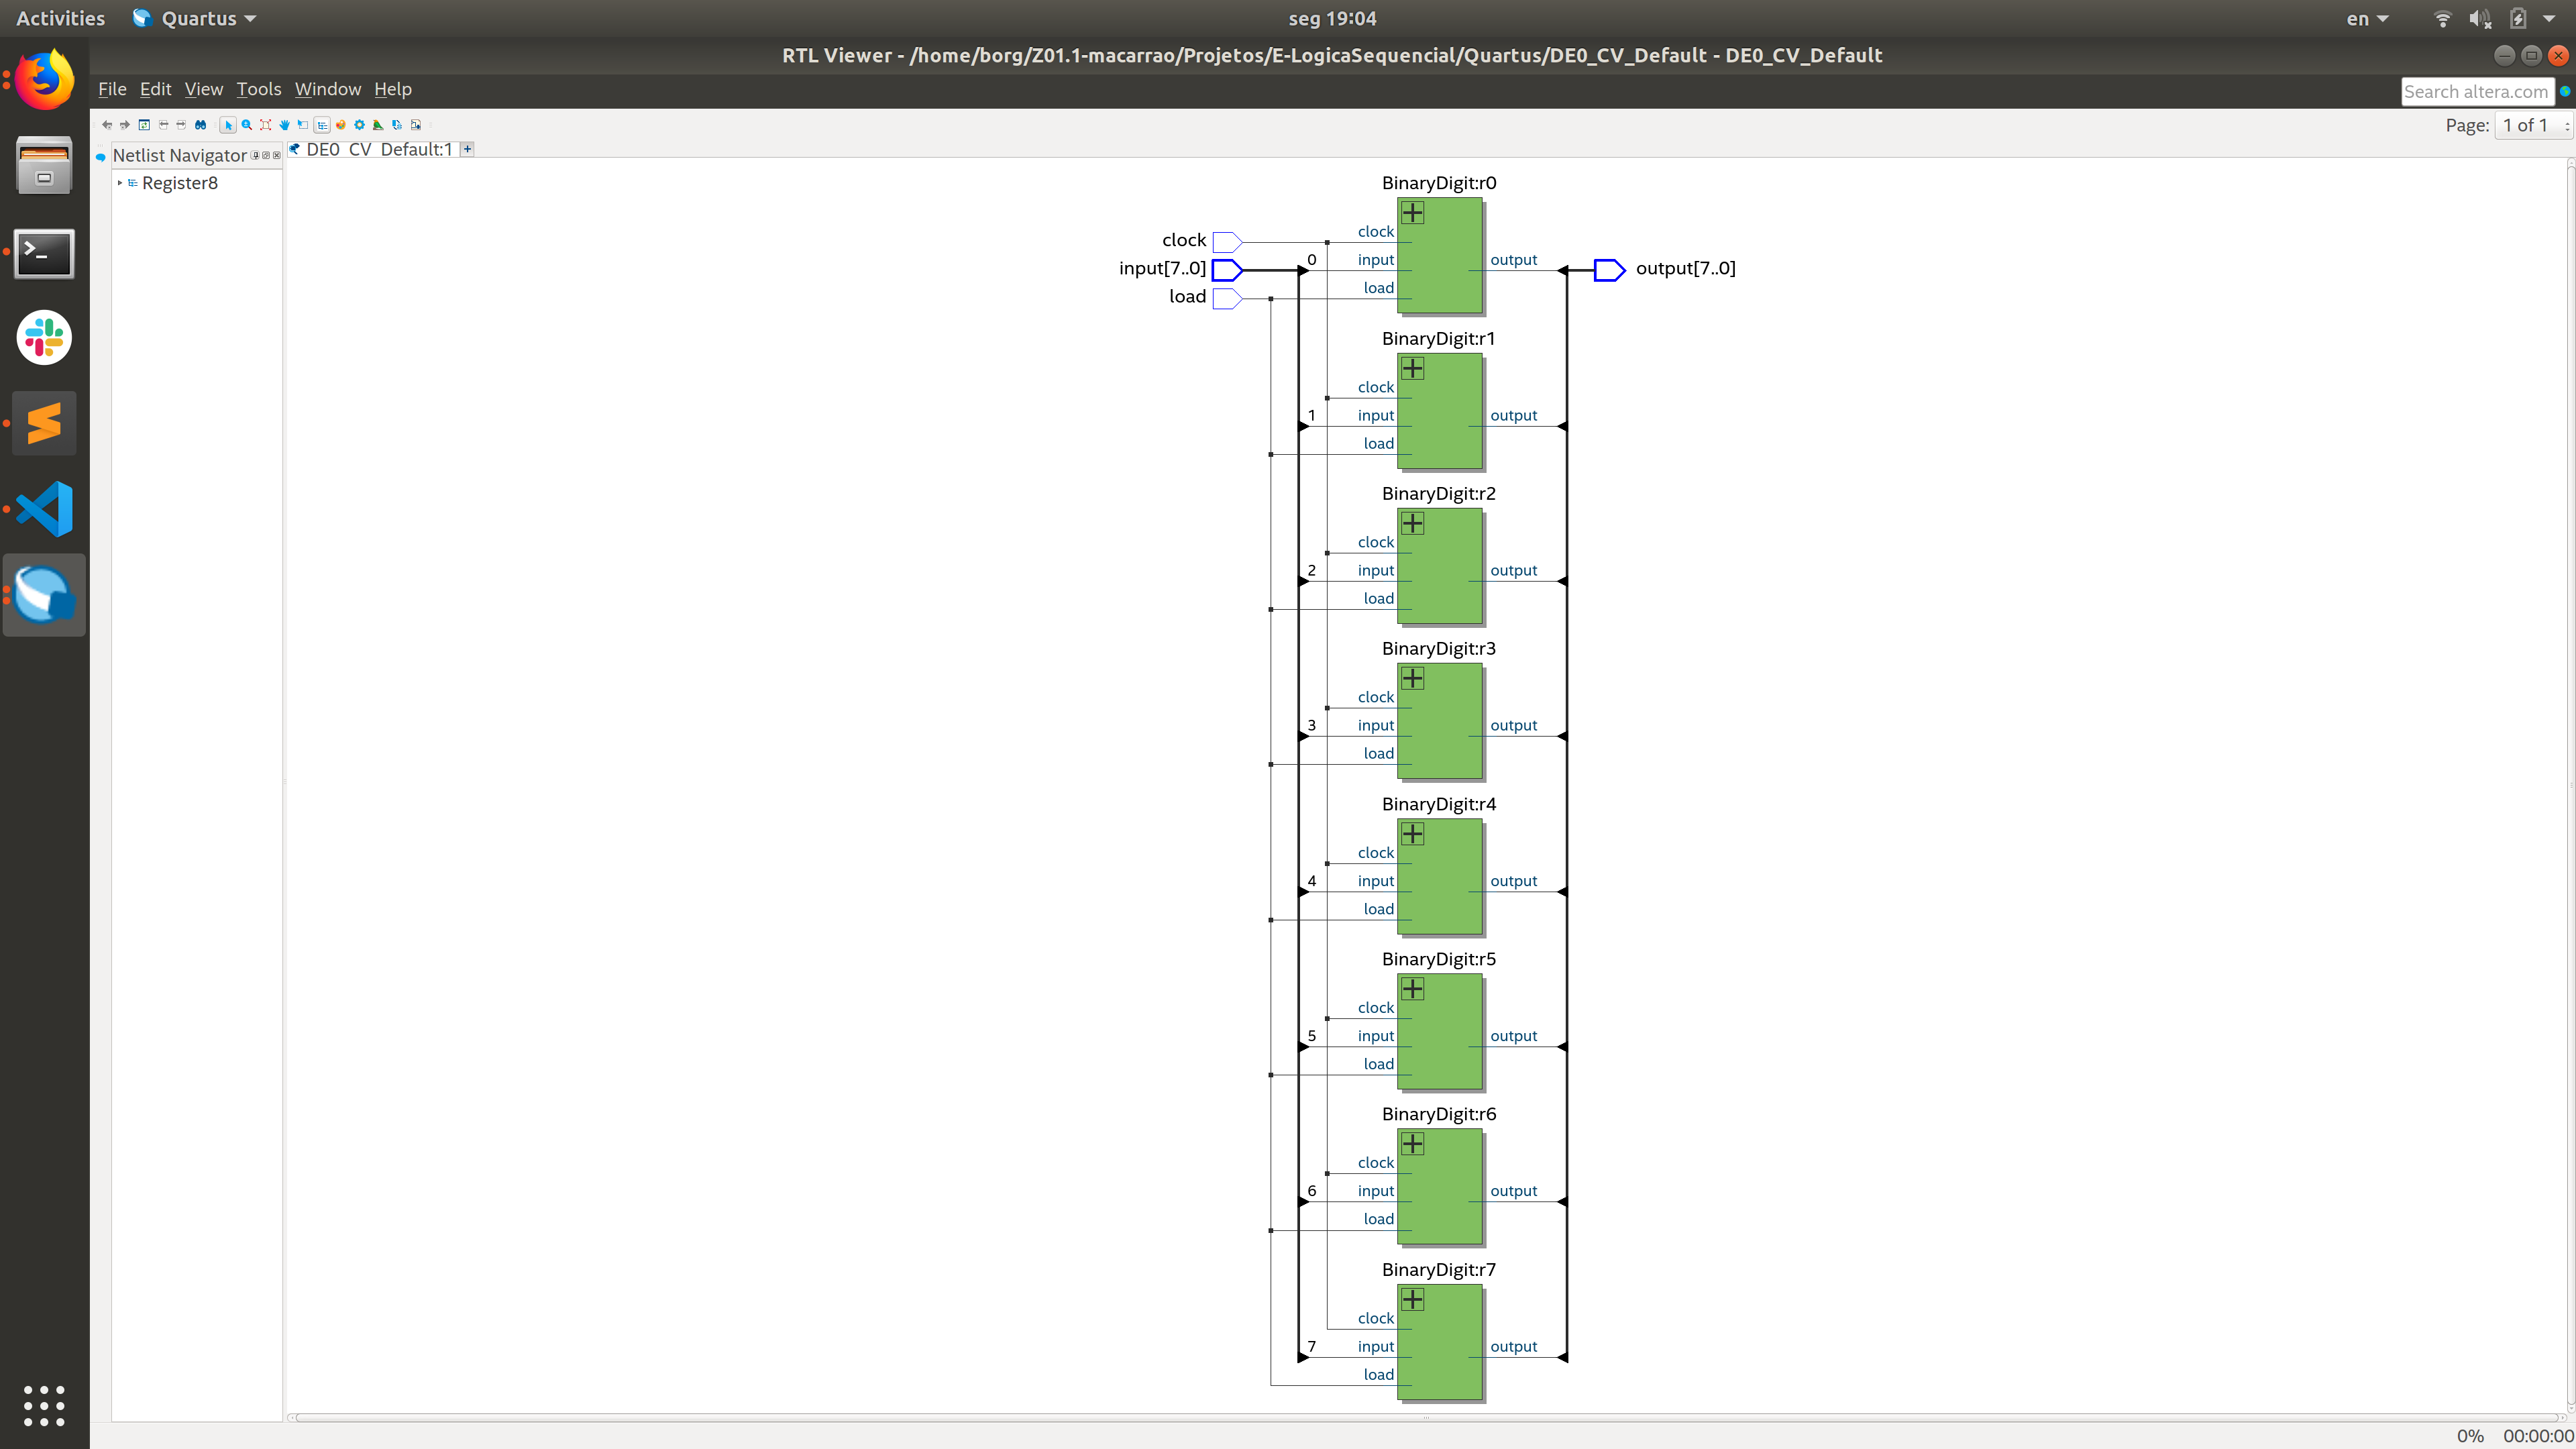 Activities Quartus seg 19:04 en
RTL Viewer - /home/borg/Z01.1-macarrao/Projetos/E-LogicaSequencial/Quartus/DE0_CV_Default - DE0_CV_Default
File Edit View Tools Window Help Search altera.com
Page: 1 of 1
Netlist Navigator DE0_CV_Default:1
Register8
BinaryDigit:r0
clock clock
input[7..0] 0 input output output[7..0]
load load
BinaryDigit:r1
clock
1 input output
load
BinaryDigit:r2
clock
2 input output
load
BinaryDigit:r3
clock
3 input output
load
BinaryDigit:r4
clock
4 input output
load
BinaryDigit:r5
clock
5 input output
load
BinaryDigit:r6
clock
6 input output
load
BinaryDigit:r7
clock
7 input output
load
0% 00:00:00